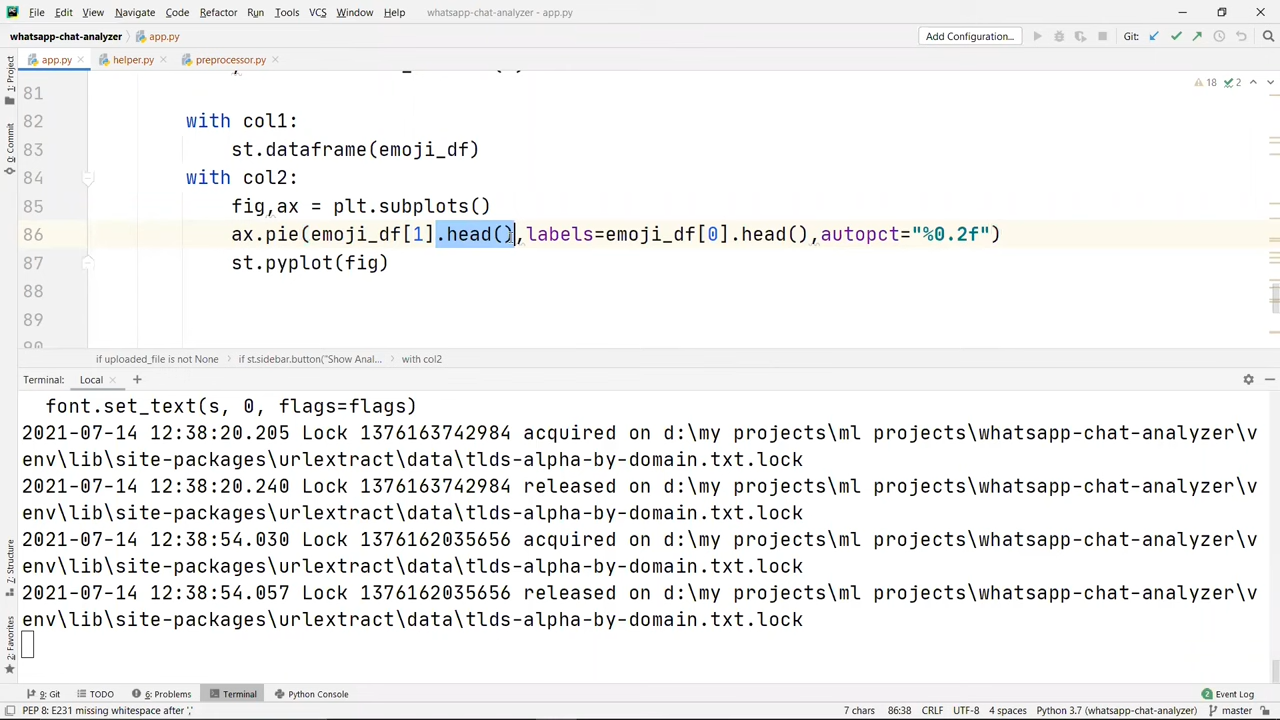 File Edit View Navigate Code Refactor Run Tools VCS Window Help whatsapp-chat-analyzer - app.py
whatsapp-chat-analyzer app.py Add Configuration... Git:
app.py helper.py preprocessor.py
1: Project
0: Commit
7: Structure
2: Favorites
18 2
81
82 with col1:
83 st.dataframe(emoji_df)
84 with col2:
85 fig,ax = plt.subplots()
86 ax.pie(emoji_df[1].head(),labels=emoji_df[0].head(),autopct="%0.2f")
87 st.pyplot(fig)
88
89
90
if uploaded_file is not None if st.sidebar.button("Show Anal... with col2
Terminal: Local +
font.set_text(s, 0, flags=flags)
2021-07-14 12:38:20.205 Lock 1376163742984 acquired on d:\my projects\ml projects\whatsapp-chat-analyzer\v
env\lib\site-packages\urlextract\data\tlds-alpha-by-domain.txt.lock
2021-07-14 12:38:20.240 Lock 1376163742984 released on d:\my projects\ml projects\whatsapp-chat-analyzer\v
env\lib\site-packages\urlextract\data\tlds-alpha-by-domain.txt.lock
2021-07-14 12:38:54.030 Lock 1376162035656 acquired on d:\my projects\ml projects\whatsapp-chat-analyzer\v
env\lib\site-packages\urlextract\data\tlds-alpha-by-domain.txt.lock
2021-07-14 12:38:54.057 Lock 1376162035656 released on d:\my projects\ml projects\whatsapp-chat-analyzer\v
env\lib\site-packages\urlextract\data\tlds-alpha-by-domain.txt.lock
9: Git TODO 6: Problems Terminal Python Console 2 Event Log
PEP 8: E231 missing whitespace after ',' 7 chars 86:38 CRLF UTF-8 4 spaces Python 3.7 (whatsapp-chat-analyzer) master